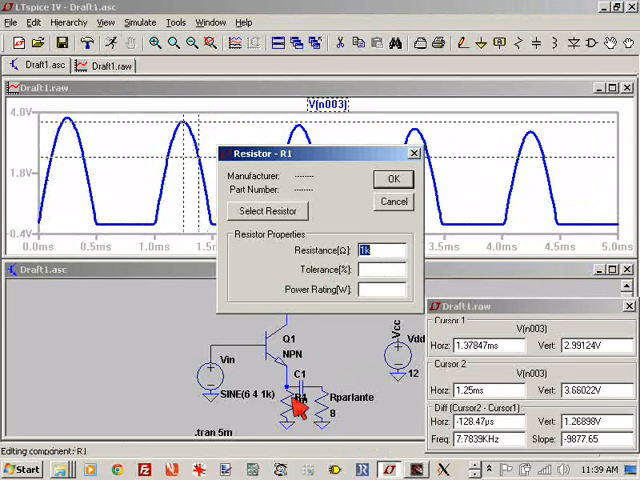 LTspice IV - Draft1.asc
File Edit Hierarchy View Simulate Tools Window Help
Draft1.asc Draft1.raw
Draft1.raw
V(n003)
4.0V
1.8V
-0.4V
0.0ms 0.5ms 1.0ms 1.5 4.0ms 4.5ms 5.0ms
Resistor - R1
Manufacturer: --------
Part Number: --------
OK
Cancel
Select Resistor
Resistor Properties
Resistance[Ω]: 1k
Tolerance[%]:
Power Rating[W]:
Draft1.asc
Q1
NPN
Vin
SINE(6 4 1k)
C1
R1
Rparlante
8
Vcc
Vdd
12
.tran 5m
Draft1.raw
Cursor 1
V(n003)
Horz: 1.37847ms Vert: 2.99124V
Cursor 2
V(n003)
Horz: 1.25ms Vert: 3.66022V
Diff (Cursor2 - Cursor1)
Horz: -128.47µs Vert: 1.26898V
Freq: 7.7839KHz Slope: -9877.65
Editing component: R1
Start
11:39 AM